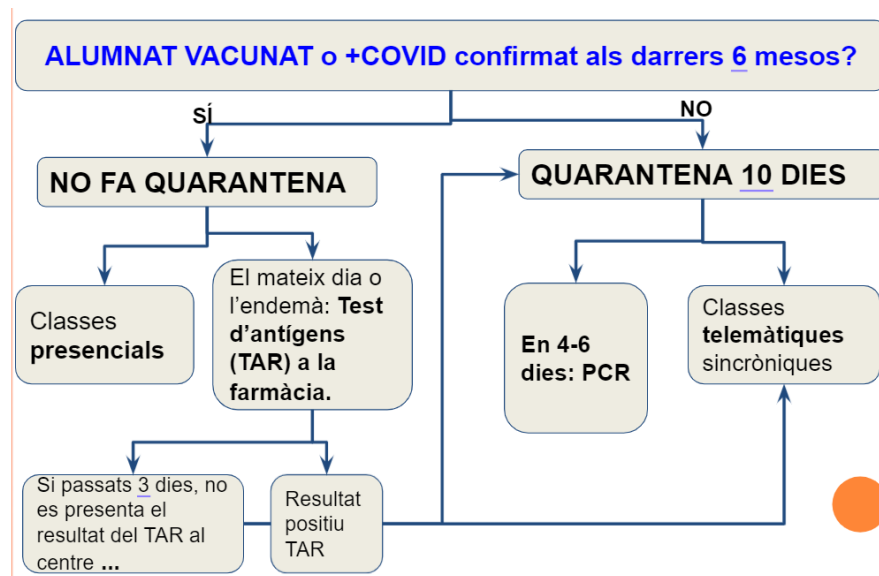 ALUMNAT VACUNAT o +COVID confirmat als darrers 6 mesos?
SÍ
NO
NO FA QUARANTENA
QUARANTENA 10 DIES
Classes
presencials
El mateix dia o
l'endemà: Test
d'antígens
(TAR) a la
farmàcia.
En 4-6
dies: PCR
Classes
telemàtiques
sincròniques
Si passats 3 dies, no
es presenta el
resultat del TAR al
centre ...
Resultat
positiu
TAR